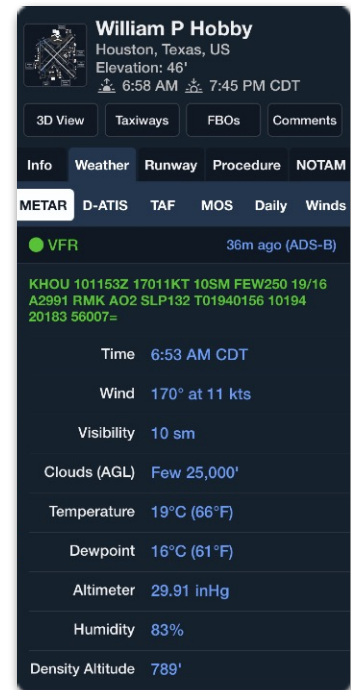 William P Hobby
Houston, Texas, US
Elevation: 46'
6:58 AM 7:45 PM CDT
3D View Taxiways FBOs Comments
Info Weather Runway Procedure NOTAM
METAR D-ATIS TAF MOS Daily Winds
VFR 36m ago (ADS-B)
KHOU 101153Z 17011KT 10SM FEW250 19/16
A2991 RMK AO2 SLP132 T01940156 10194
20183 56007=
Time 6:53 AM CDT
Wind 170° at 11 kts
Visibility 10 sm
Clouds (AGL) Few 25,000'
Temperature 19°C (66°F)
Dewpoint 16°C (61°F)
Altimeter 29.91 inHg
Humidity 83%
Density Altitude 789'